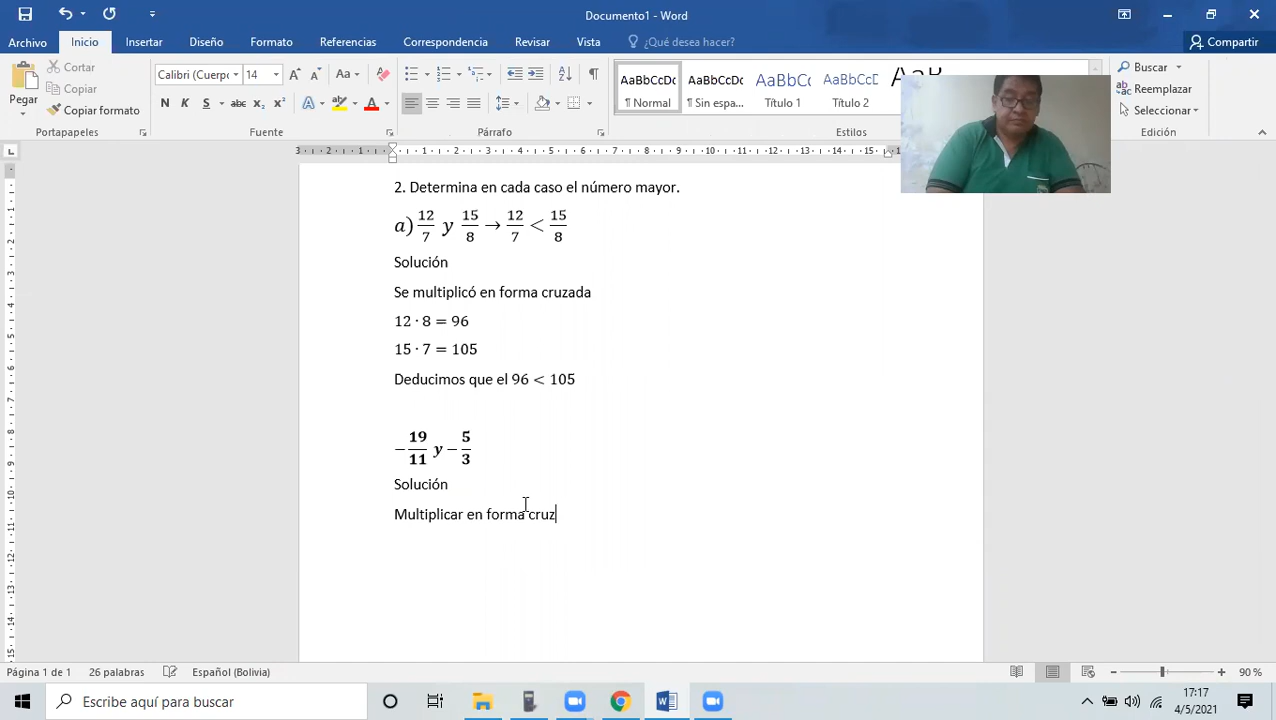 Documento1 - Word
Archivo Inicio Insertar Diseño Formato Referencias Correspondencia Revisar Vista ¿Qué desea hacer? Compartir
Pegar
Cortar
Copiar
Copiar formato
Portapapeles
Calibri (Cuerpo 14
Fuente
Párrafo
AaBbCcDc AaBbCcDc AaBbCcD AaBbCcD
¶ Normal ¶ Sin espa... Título 1 Título 2
Estilos
Buscar
Reemplazar
Seleccionar
Edición
2. Determina en cada caso el número mayor.
a) 12/7 y 15/8 → 12/7 < 15/8
Solución
Se multiplicó en forma cruzada
12 · 8 = 96
15 · 7 = 105
Deducimos que el 96 < 105
− 19/11 y − 5/3
Solución
Multiplicar en forma cruz
Página 1 de 1 26 palabras Español (Bolivia) 90 %
Escribe aquí para buscar
17:17
4/5/2021